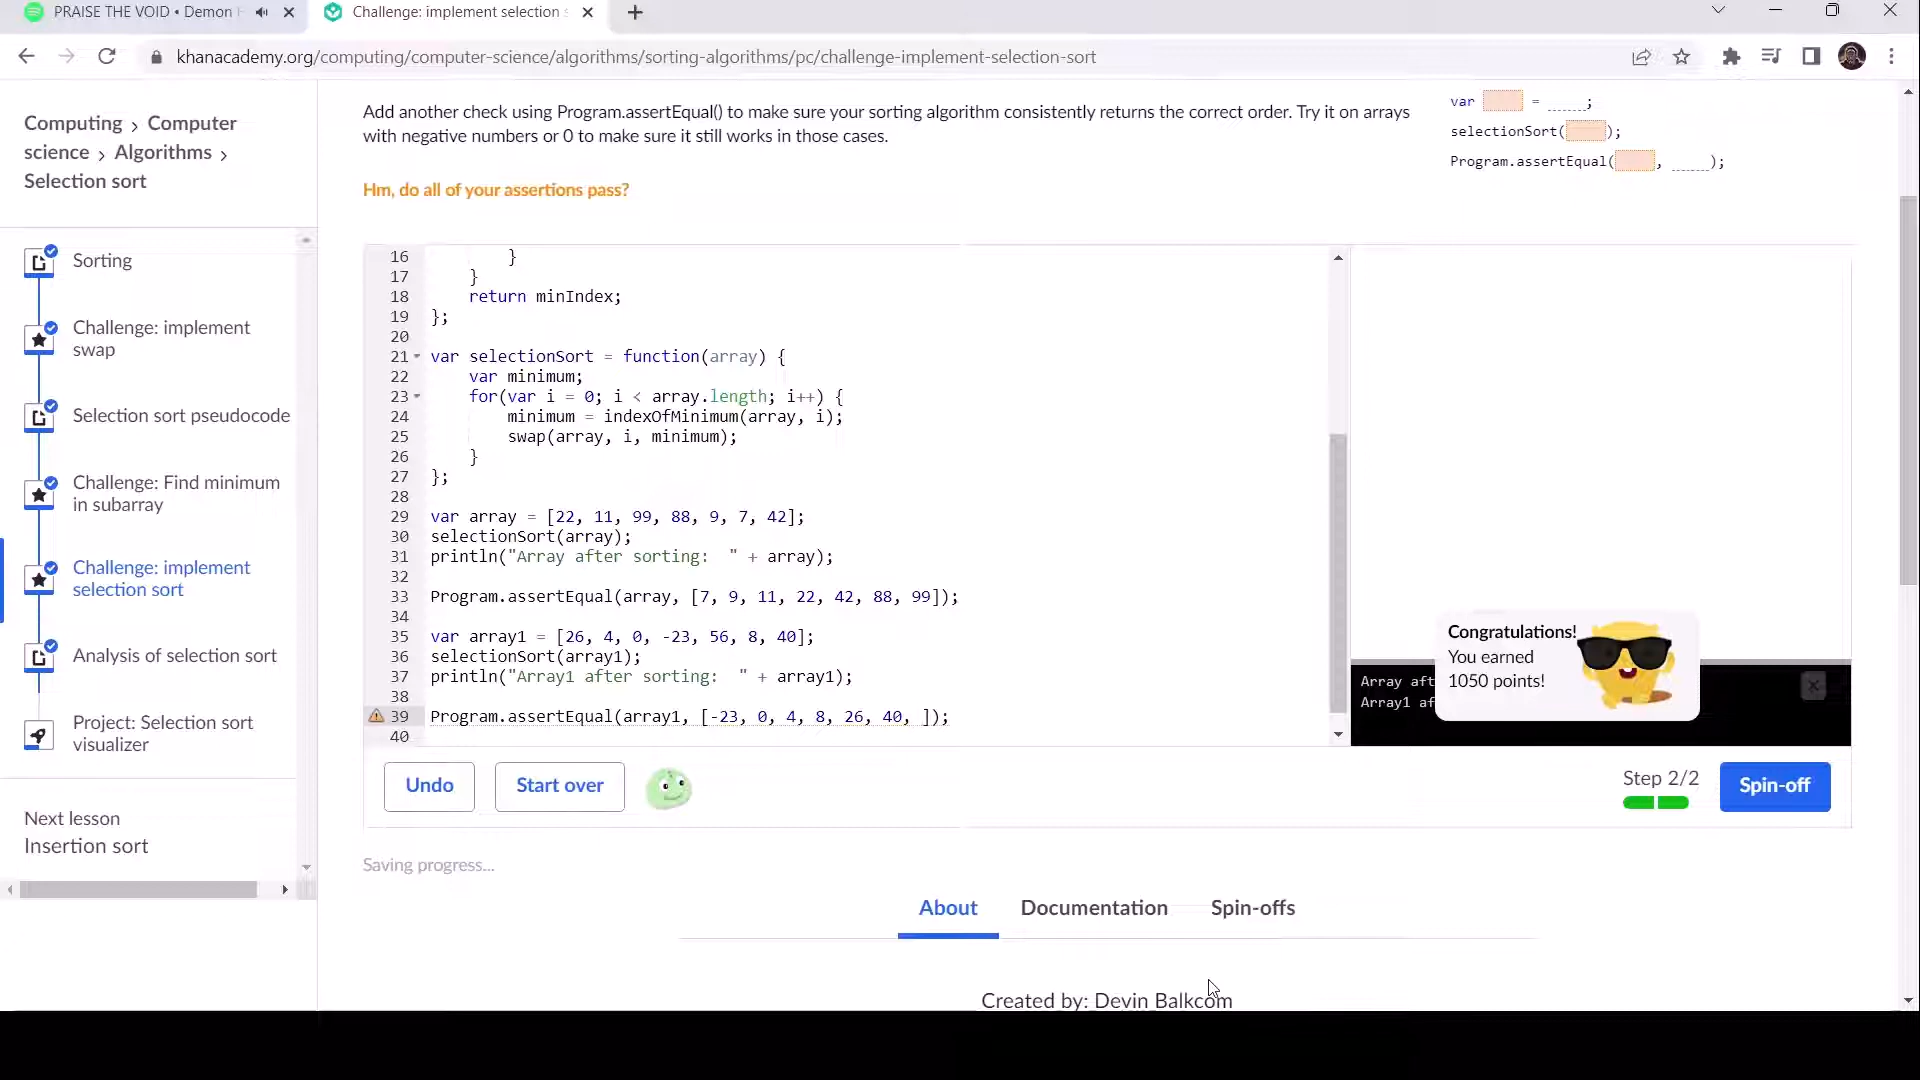 PRAISE THE VOID • Demon
Challenge: implement selection
khanacademy.org/computing/computer-science/algorithms/sorting-algorithms/pc/challenge-implement-selection-sort
Computing > Computer
science > Algorithms >
Selection sort
Sorting
Challenge: implement
swap
Selection sort pseudocode
Challenge: Find minimum
in subarray
Challenge: implement
selection sort
Analysis of selection sort
Project: Selection sort
visualizer
Next lesson
Insertion sort
Add another check using Program.assertEqual() to make sure your sorting algorithm consistently returns the correct order. Try it on arrays
with negative numbers or 0 to make sure it still works in those cases.
Hm, do all of your assertions pass?
var ____ = _____;
selectionSort(____);
Program.assertEqual(____, _____);
16 }
17 }
18 return minIndex;
19 };
20
21 var selectionSort = function(array) {
22 var minimum;
23 for(var i = 0; i < array.length; i++) {
24 minimum = indexOfMinimum(array, i);
25 swap(array, i, minimum);
26 }
27 };
28
29 var array = [22, 11, 99, 88, 9, 7, 42];
30 selectionSort(array);
31 println("Array after sorting:  " + array);
32
33 Program.assertEqual(array, [7, 9, 11, 22, 42, 88, 99]);
34
35 var array1 = [26, 4, 0, -23, 56, 8, 40];
36 selectionSort(array1);
37 println("Array1 after sorting:  " + array1);
38
39 Program.assertEqual(array1, [-23, 0, 4, 8, 26, 40, ]);
40
Array aft
Array1 af
Congratulations!
You earned
1050 points!
Undo
Start over
Step 2/2
Spin-off
Saving progress...
About
Documentation
Spin-offs
Created by: Devin Balkcom